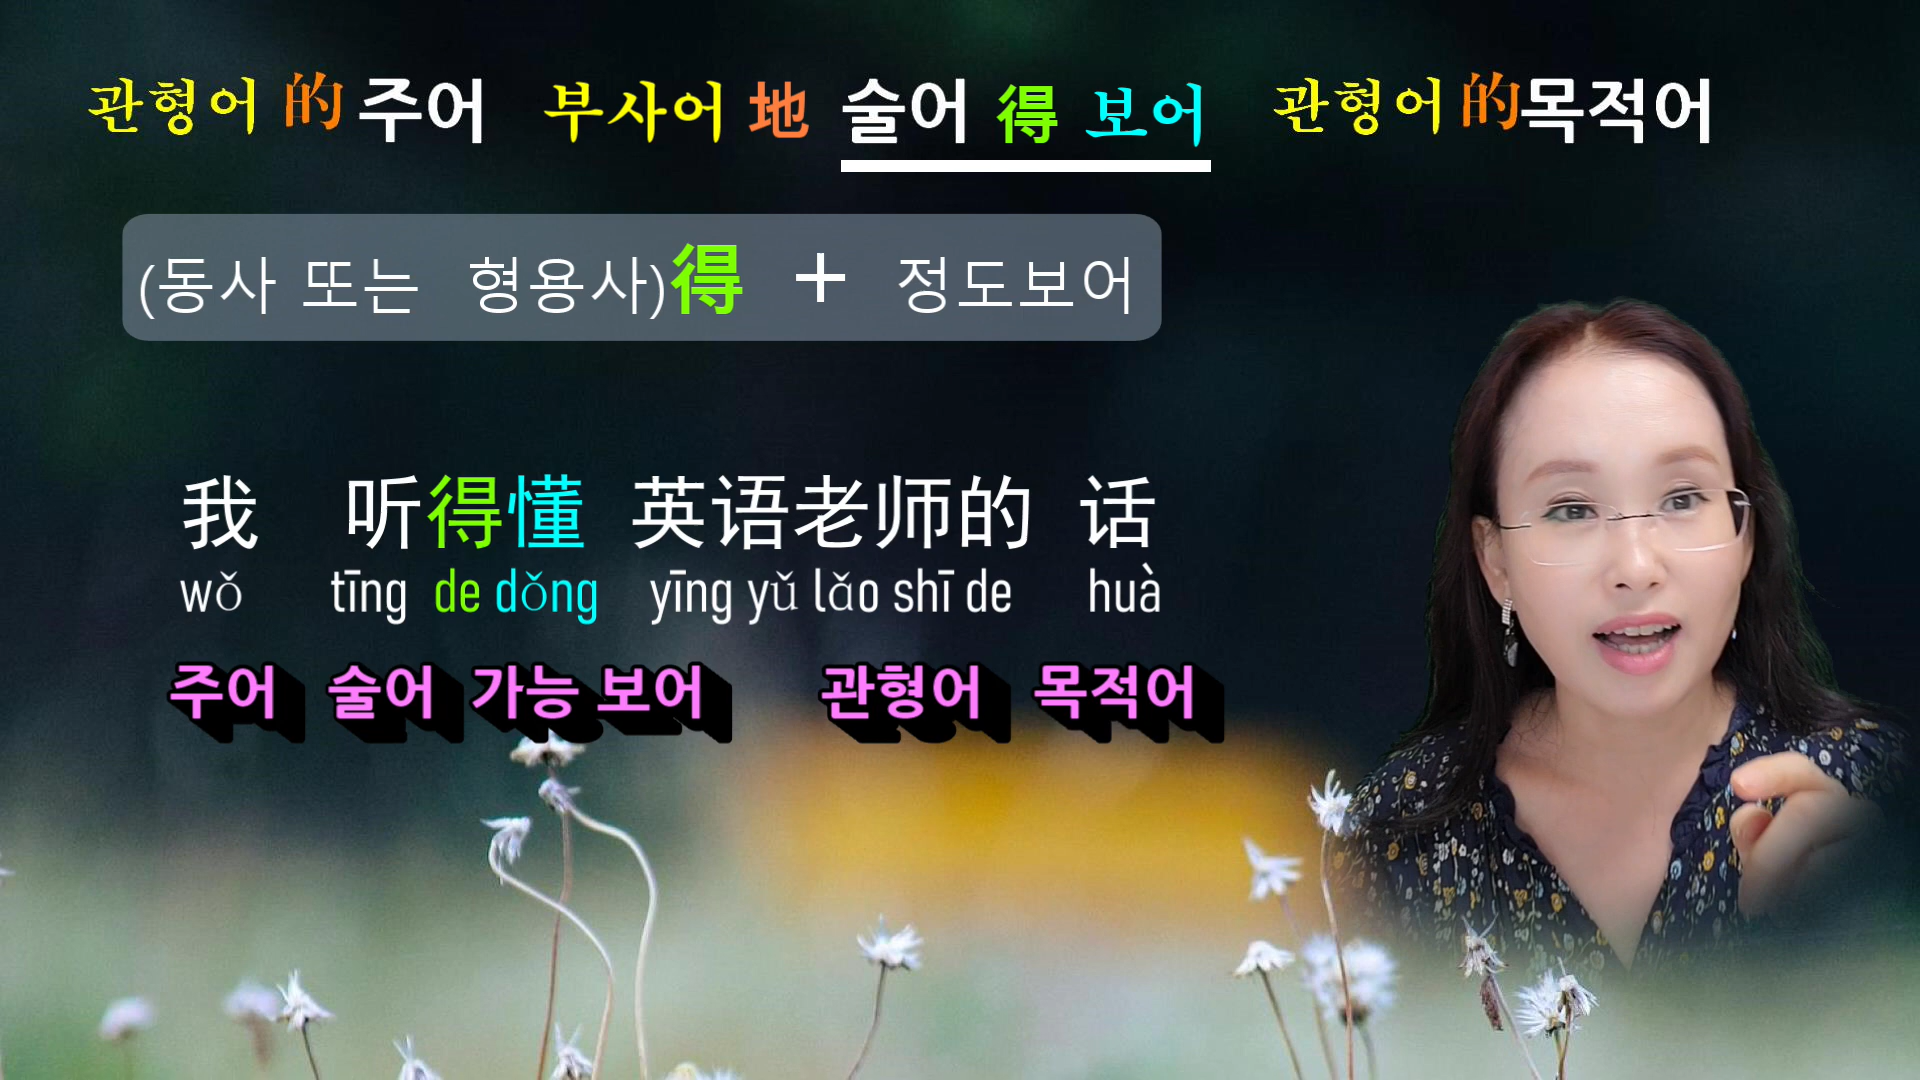 관형어 的 주어 부사어 地 술어 得 보어 관형어 的목적어
(동사 또는 형용사)得 + 정도보어
我 听得懂 英语老师的 话
wǒ tīng de dǒng yīng yǔ lǎo shī de huà
주어 술어 가능 보어 관형어 목적어